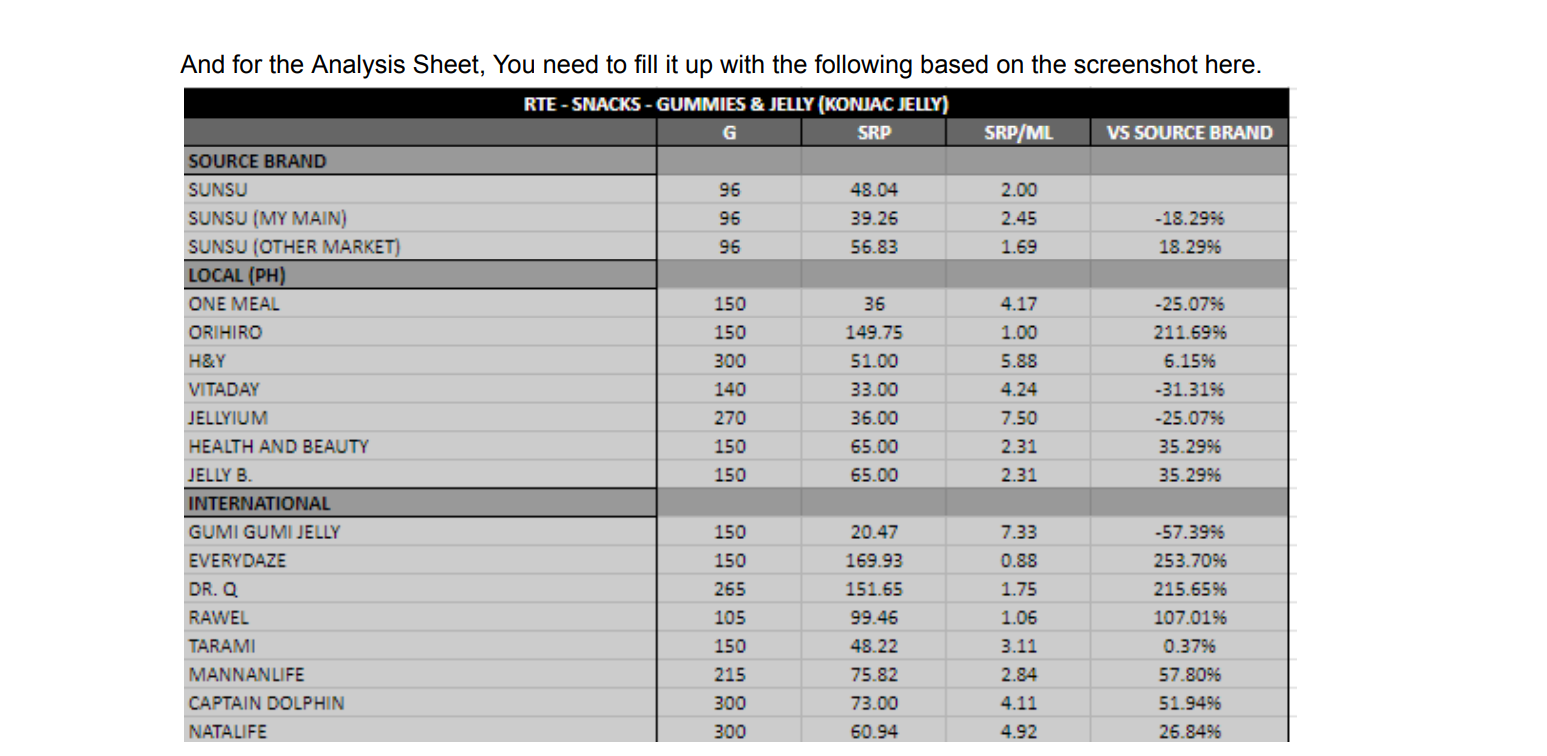 And for the Analysis Sheet, You need to fill it up with the following based on the screenshot here.
RTE - SNACKS - GUMMIES & JELLY (KONJAC JELLY)
G SRP SRP/ML VS SOURCE BRAND
SOURCE BRAND
SUNSU 96 48.04 2.00
SUNSU (MY MAIN) 96 39.26 2.45 -18.29%
SUNSU (OTHER MARKET) 96 56.83 1.69 18.29%
LOCAL (PH)
ONE MEAL 150 36 4.17 -25.07%
ORIHIRO 150 149.75 1.00 211.69%
H&Y 300 51.00 5.88 6.15%
VITADAY 140 33.00 4.24 -31.31%
JELLYIUM 270 36.00 7.50 -25.07%
HEALTH AND BEAUTY 150 65.00 2.31 35.29%
JELLY B. 150 65.00 2.31 35.29%
INTERNATIONAL
GUMI GUMI JELLY 150 20.47 7.33 -57.39%
EVERYDAZE 150 169.93 0.88 253.70%
DR. Q 265 151.65 1.75 215.65%
RAWEL 105 99.46 1.06 107.01%
TARAMI 150 48.22 3.11 0.37%
MANNANLIFE 215 75.82 2.84 57.80%
CAPTAIN DOLPHIN 300 73.00 4.11 51.94%
NATALIFE 300 60.94 4.92 26.84%